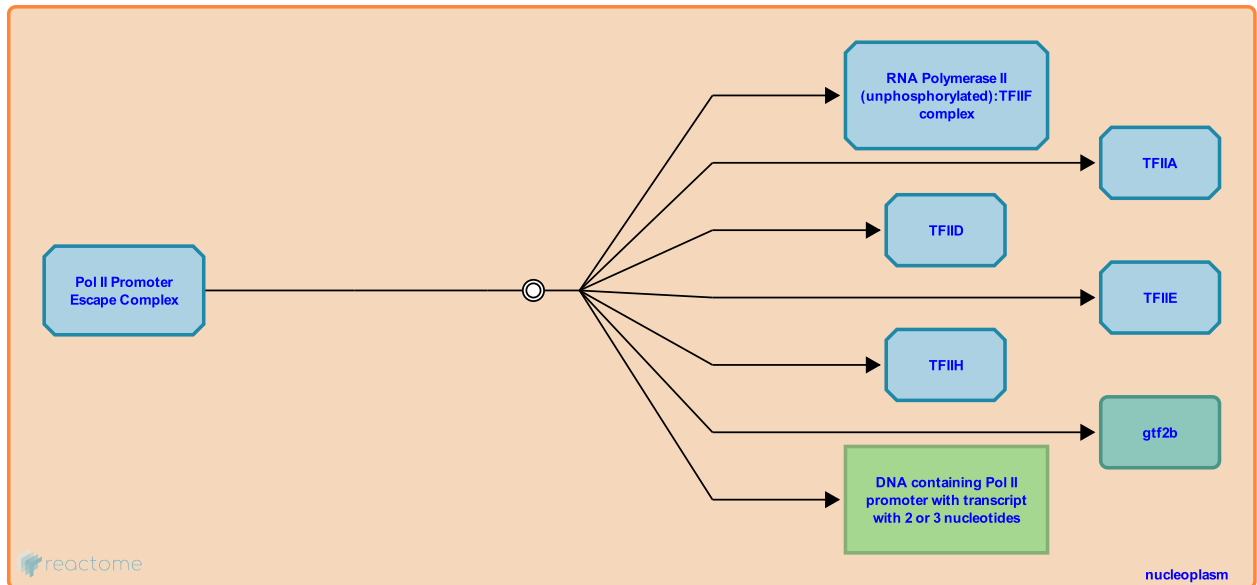 RNA Polymerase II
(unphosphorylated):TFIIF
complex
TFIIA
TFIID
Pol II Promoter
Escape Complex
TFIIE
TFIIH
gtf2b
DNA containing Pol II
promoter with transcript
with 2 or 3 nucleotides
reactome
nucleoplasm